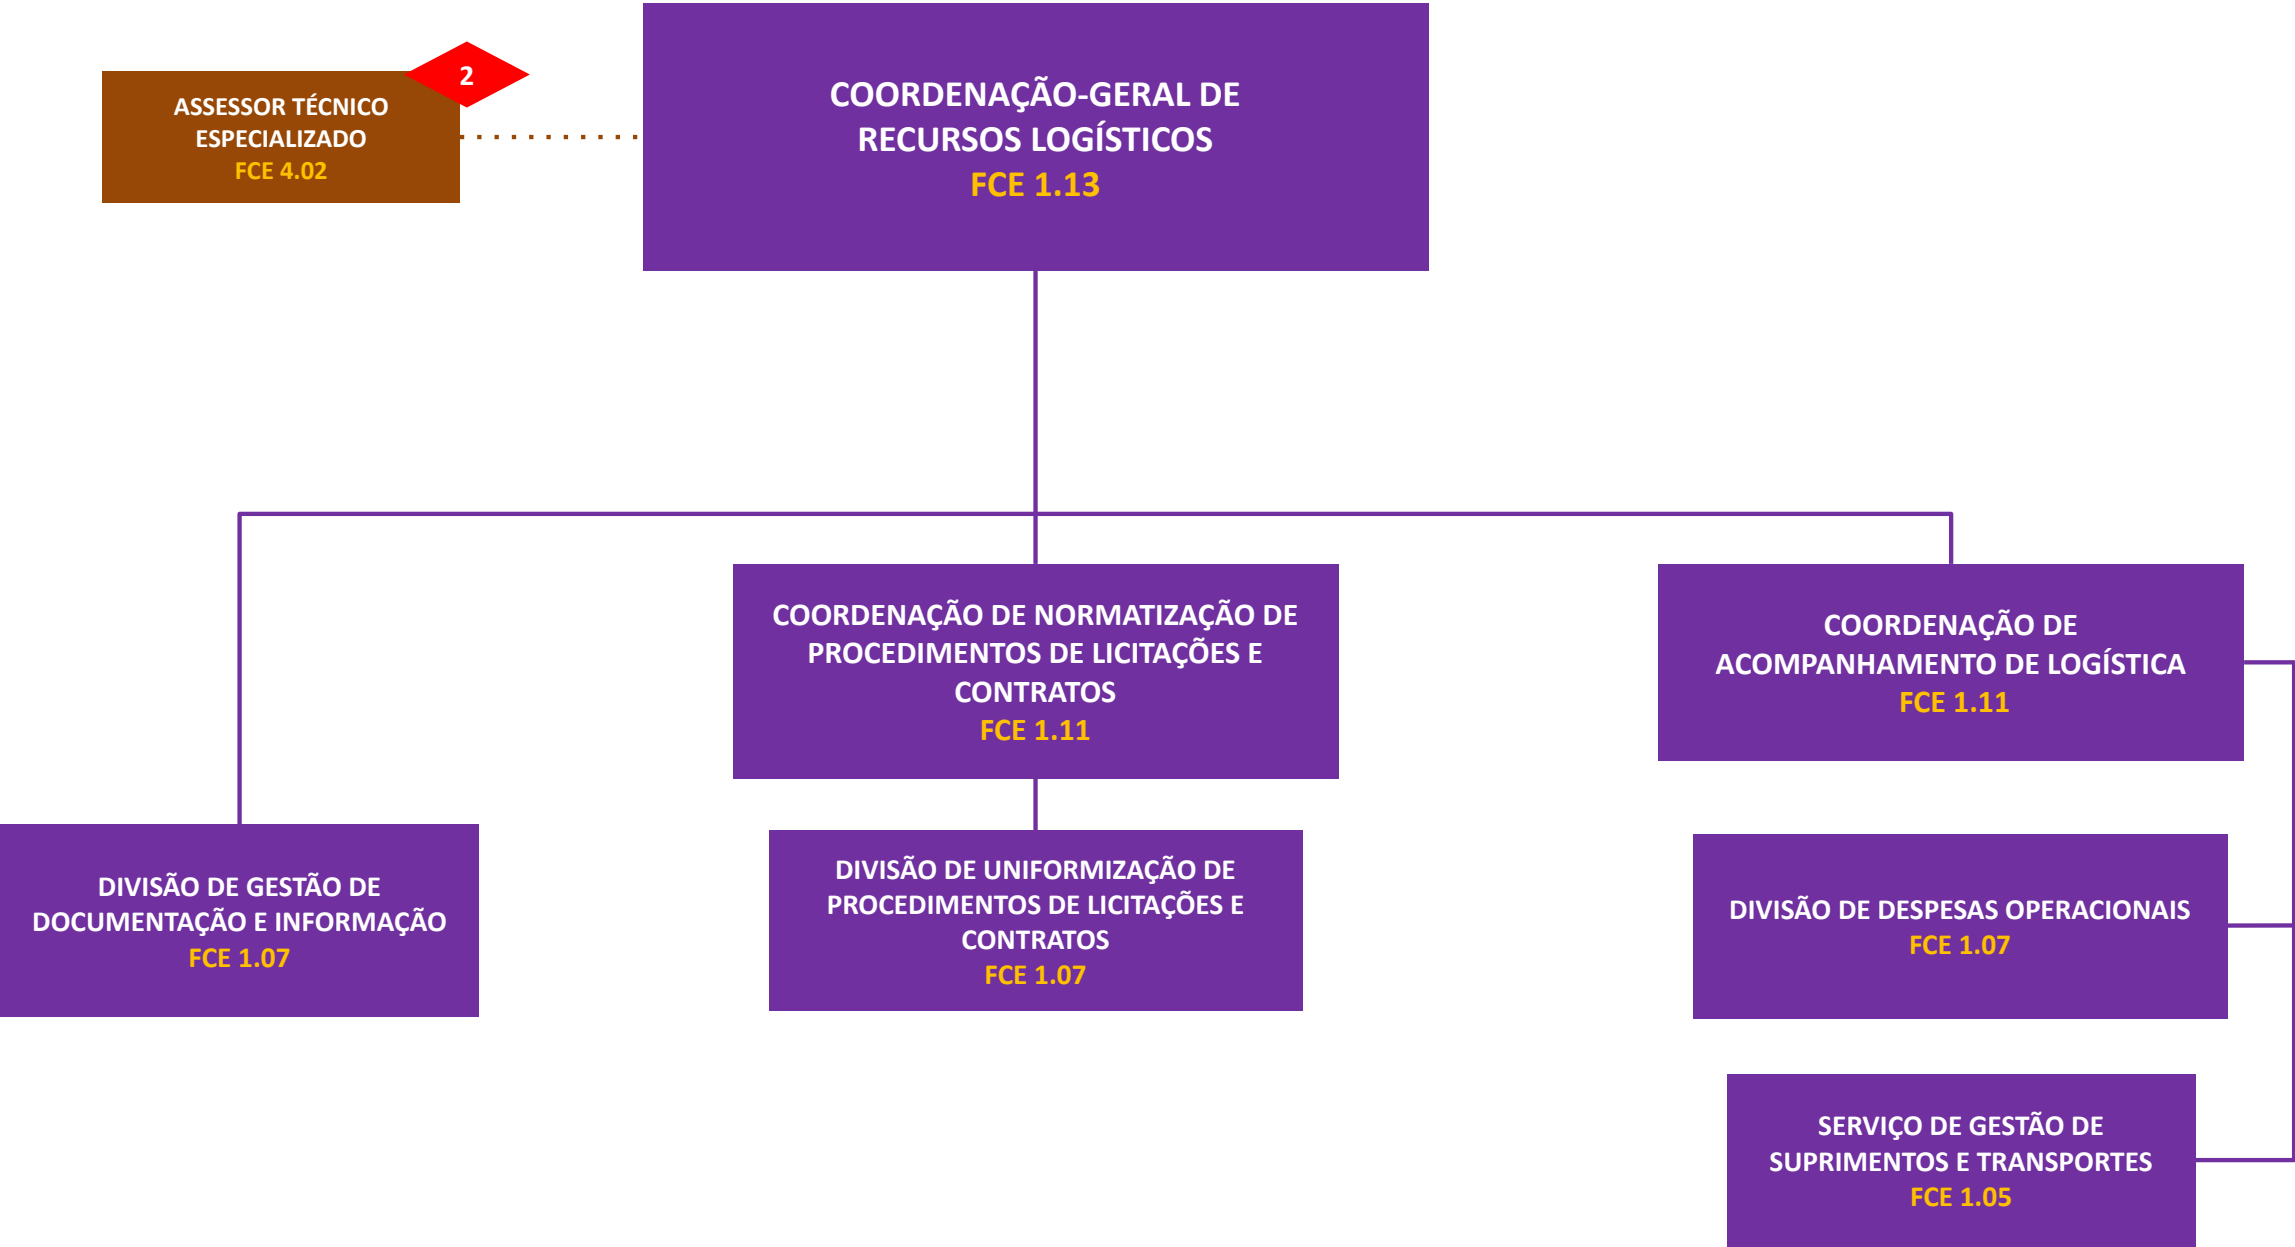 2
ASSESSOR TÉCNICO
ESPECIALIZADO
FCE 4.02
COORDENAÇÃO-GERAL DE
RECURSOS LOGÍSTICOS
FCE 1.13
COORDENAÇÃO DE NORMATIZAÇÃO DE
PROCEDIMENTOS DE LICITAÇÕES E
CONTRATOS
FCE 1.11
COORDENAÇÃO DE
ACOMPANHAMENTO DE LOGÍSTICA
FCE 1.11
DIVISÃO DE GESTÃO DE
DOCUMENTAÇÃO E INFORMAÇÃO
FCE 1.07
DIVISÃO DE UNIFORMIZAÇÃO DE
PROCEDIMENTOS DE LICITAÇÕES E
CONTRATOS
FCE 1.07
DIVISÃO DE DESPESAS OPERACIONAIS
FCE 1.07
SERVIÇO DE GESTÃO DE
SUPRIMENTOS E TRANSPORTES
FCE 1.05